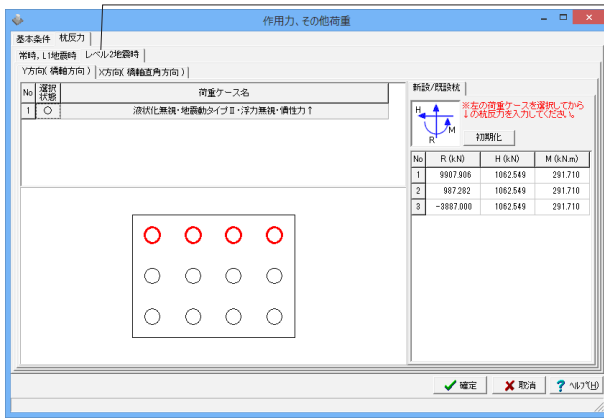 作用力、その他荷重
基本条件 杭反力
常時, L1地震時 レベル2地震時
Y方向( 橋軸方向 ) X方向( 橋軸直角方向 )
No 選択状態 荷重ケース名
1 ○ 液状化無視・地震動タイプⅡ・浮力無視・慣性力↑
新設/既設杭
H R M
※左の荷重ケースを選択してから
↓の杭反力を入力してください。
初期化
No R (kN) H (kN) M (kN.m)
1 9907.906 1062.549 291.710
2 987.282 1062.549 291.710
3 -3887.000 1062.549 291.710
確定 取消 ヘルプ(H)